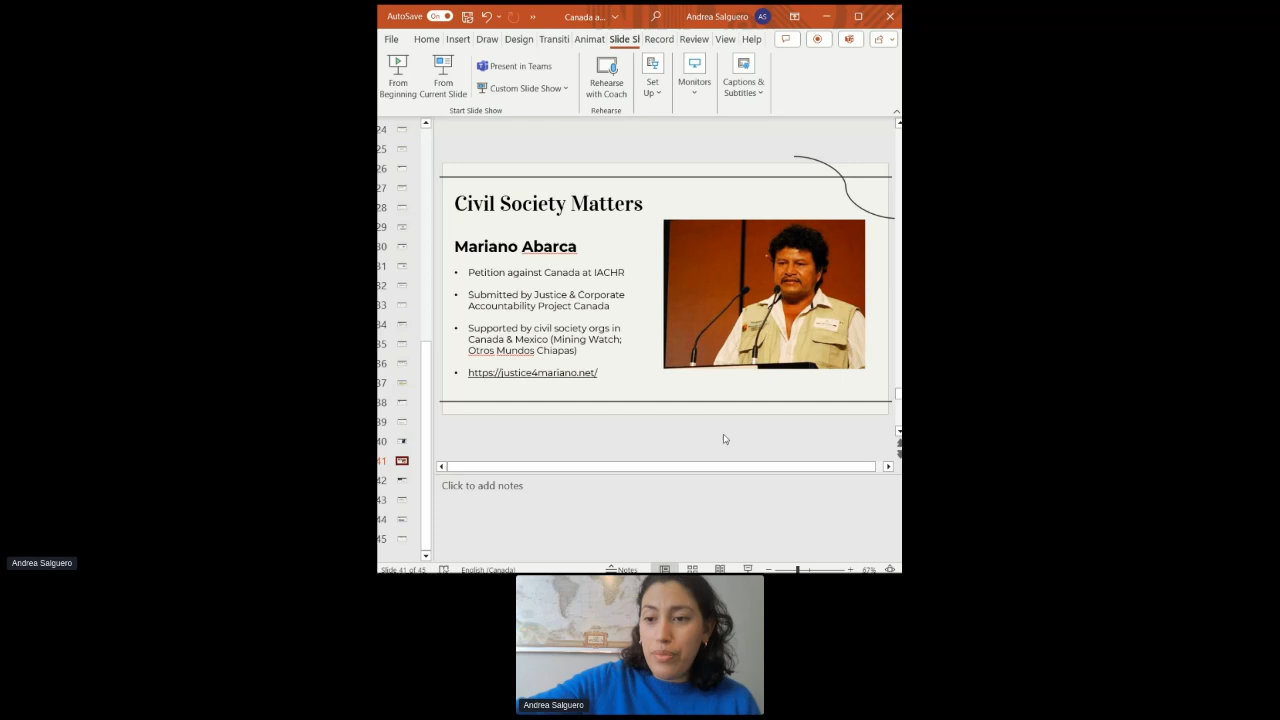 AutoSave On Canada a... Andrea Salguero AS
File Home Insert Draw Design Transiti Animat Slide Sl Record Review View Help
From Beginning
From Current Slide
Present in Teams
Custom Slide Show
Rehearse with Coach
Set Up
Monitors
Captions & Subtitles
Start Slide Show
Rehearse
24
25
26
27
28
29
30
31
32
33
34
35
36
37
38
39
40
41
42
43
44
45
Civil Society Matters
Mariano Abarca
• Petition against Canada at IACHR
• Submitted by Justice & Corporate
Accountability Project Canada
• Supported by civil society orgs in
Canada & Mexico (Mining Watch;
Otros Mundos Chiapas)
• https://justice4mariano.net/
Click to add notes
Slide 41 of 45 English (Canada) Notes 67%
Andrea Salguero
Andrea Salguero